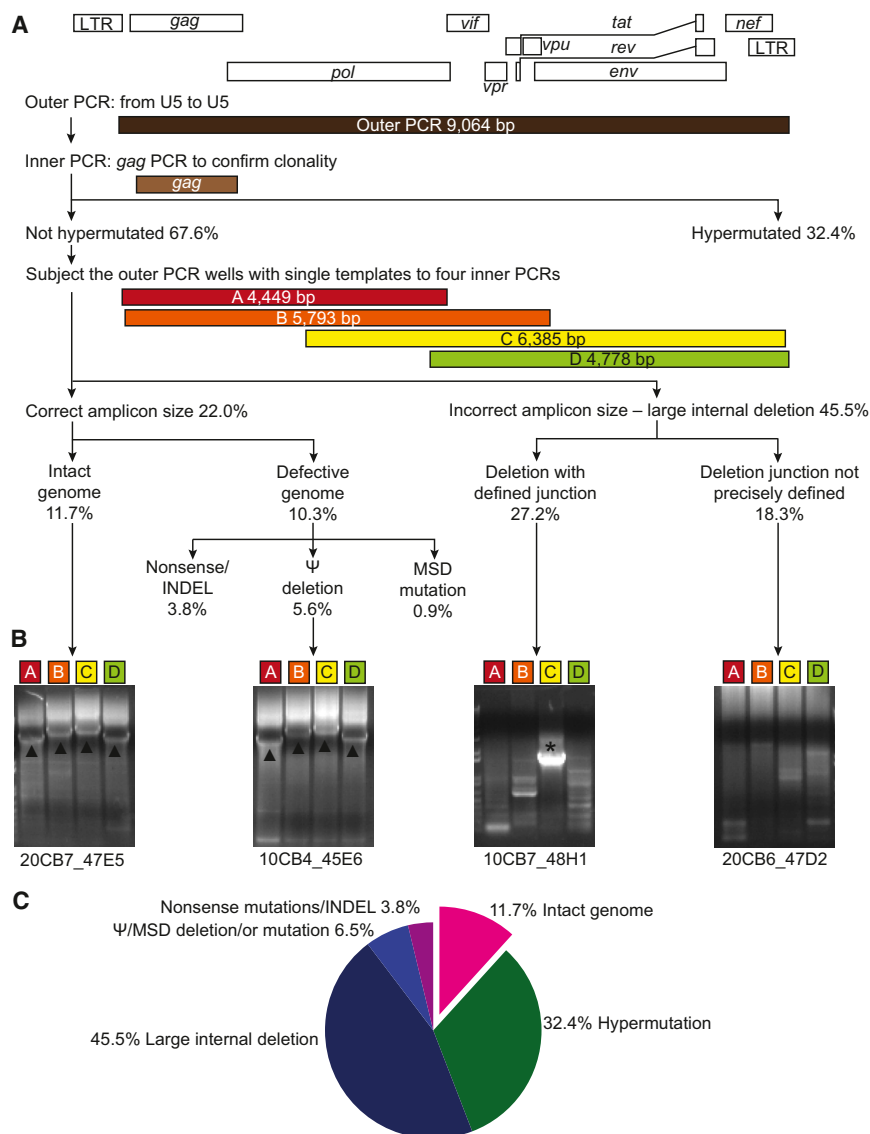 A
LTR
gag
vif
tat
nef
vpu
rev
LTR
pol
vpr
env
Outer PCR: from U5 to U5
Outer PCR 9,064 bp
Inner PCR: gag PCR to confirm clonality
gag
Not hypermutated 67.6%
Hypermutated 32.4%
Subject the outer PCR wells with single templates to four inner PCRs
A 4,449 bp
B 5,793 bp
C 6,385 bp
D 4,778 bp
Correct amplicon size 22.0%
Incorrect amplicon size – large internal deletion 45.5%
Intact
genome
11.7%
Defective
genome
10.3%
Deletion with
defined junction
27.2%
Deletion junction not
precisely defined
18.3%
Nonsense/
INDEL
3.8%
Ψ
deletion
5.6%
MSD
mutation
0.9%
B
A B C D
A B C D
A B C D
A B C D
*
20CB7_47E5
10CB4_45E6
10CB7_48H1
20CB6_47D2
C
Nonsense mutations/INDEL 3.8%
11.7% Intact genome
Ψ/MSD deletion/or mutation 6.5%
32.4% Hypermutation
45.5% Large internal deletion